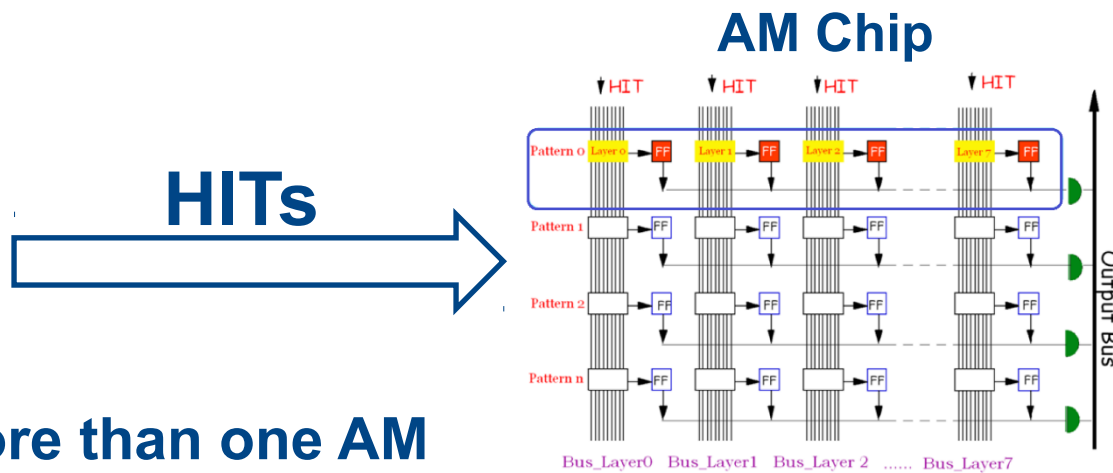 AM Chip
HIT HIT HIT HIT
HITs
Pattern 0 Layer 0 FF Layer 1 FF Layer 2 FF Layer 7 FF
Pattern 1 FF FF FF FF
Pattern 2 FF FF FF FF
Pattern n FF FF FF FF
Output Bus
ore than one AM
Bus_Layer0 Bus_Layer1 Bus_Layer 2 ...... Bus_Layer7